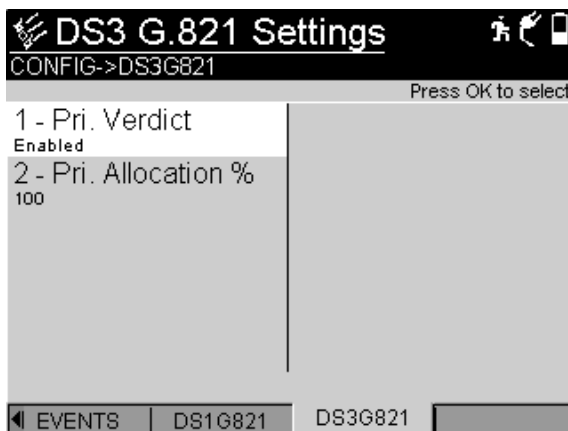 DS3 G.821 Settings
CONFIG->DS3G821
Press OK to select
1 - Pri. Verdict
Enabled
2 - Pri. Allocation %
100
EVENTS DS1G821 DS3G821